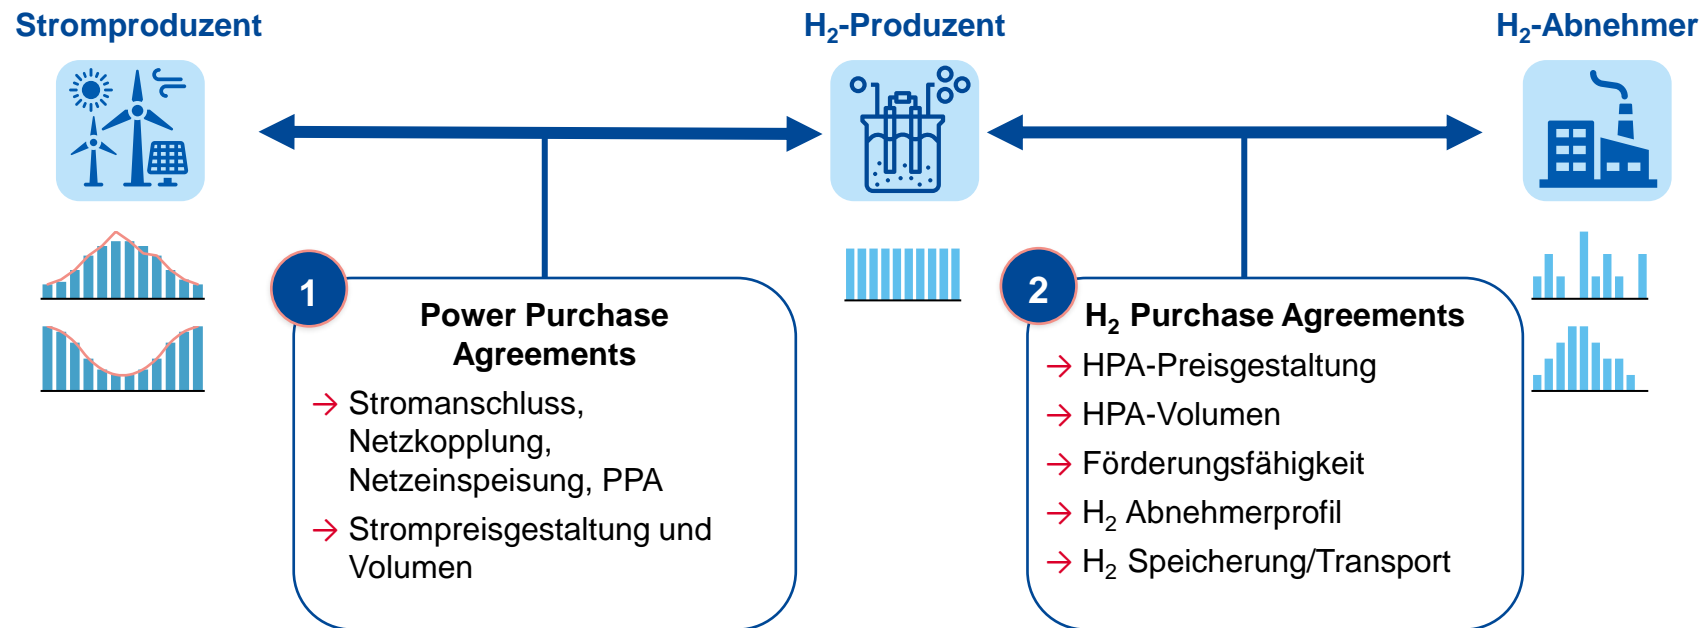 Stromproduzent
H₂-Produzent
H₂-Abnehmer
1
Power Purchase
Agreements
→ Stromanschluss,
Netzkopplung,
Netzeinspeisung, PPA
→ Strompreisgestaltung und
Volumen
2
H₂ Purchase Agreements
→ HPA-Preisgestaltung
→ HPA-Volumen
→ Förderungsfähigkeit
→ H₂ Abnehmerprofil
→ H₂ Speicherung/Transport